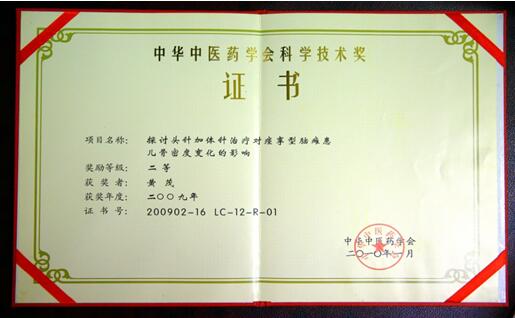 中华中医药学会科学技术奖
证书
项目名称: 探讨头针加体针治疗对痉挛型脑瘫患
儿骨密度变化的影响
奖励等级: 二等
获奖者: 黄茂
获奖年度: 二〇〇九年
证书号: 200902-16 LC-12-R-01
中华中医药学会
二〇一〇年一月